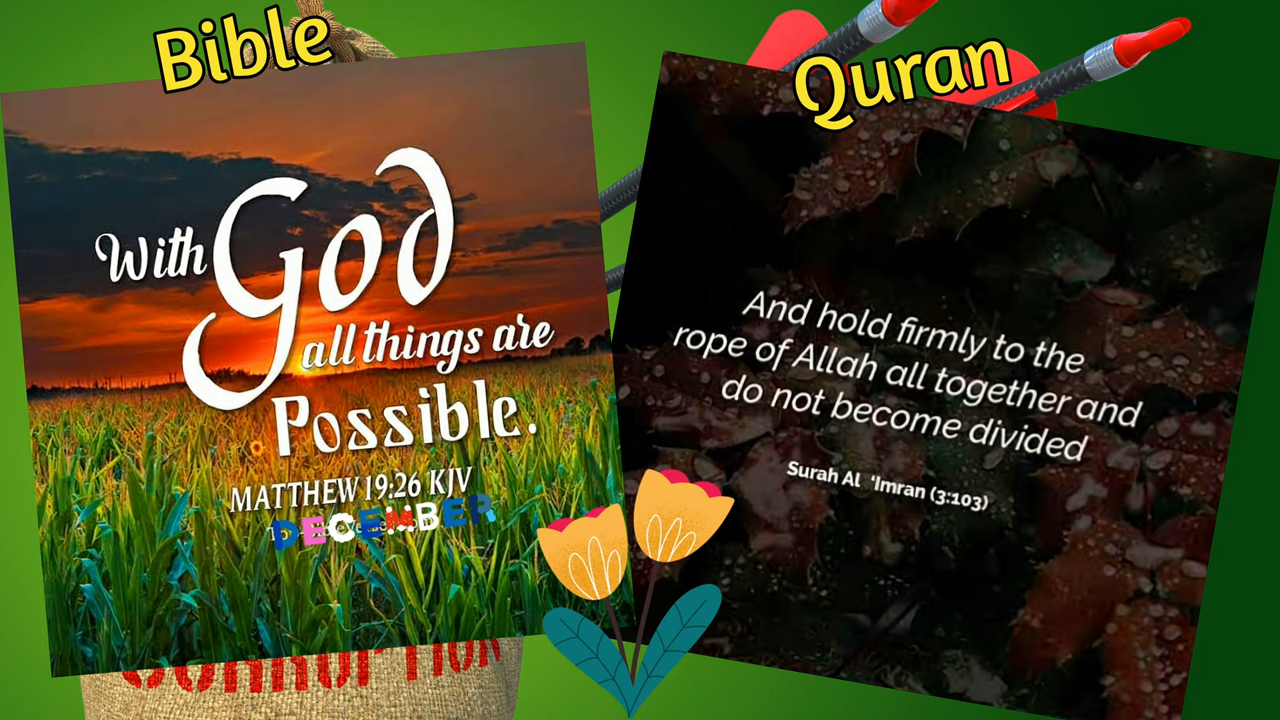 Bible
With God
all things are
Possible.
MATTHEW 19:26 KJV
DECEMBER
CORRUPTION
Quran
And hold firmly to the
rope of Allah all together and
do not become divided
Surah Al 'Imran (3:103)